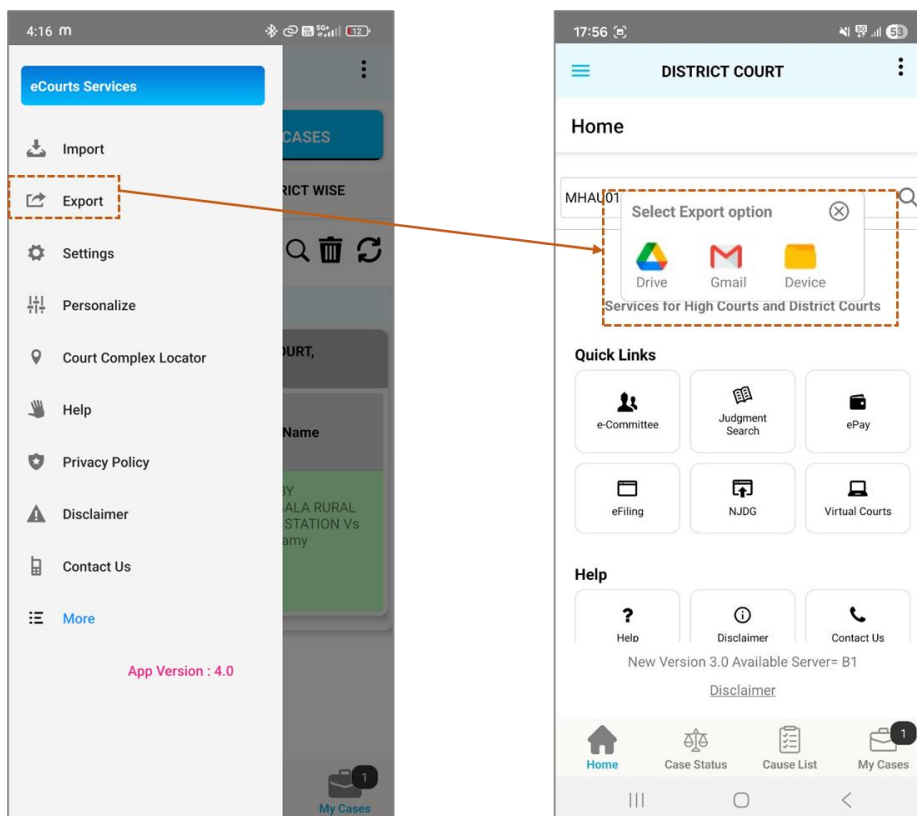 4:16 m
12
eCourts Services
Import
Export
Settings
Personalize
Court Complex Locator
Help
Privacy Policy
Disclaimer
Contact Us
More
App Version : 4.0
CASES
RICT WISE
URT,
Name
BY
ALA RURAL
STATION Vs
amy
1
My Cases
17:56
53
DISTRICT COURT
Home
MHAU01
Select Export option
Drive Gmail Device
Services for High Courts and District Courts
Quick Links
e-Committee
Judgment
Search
ePay
eFiling
NJDG
Virtual Courts
Help
?
Help
Disclaimer
Contact Us
New Version 3.0 Available Server= B1
Disclaimer
1
Home Case Status Cause List My Cases